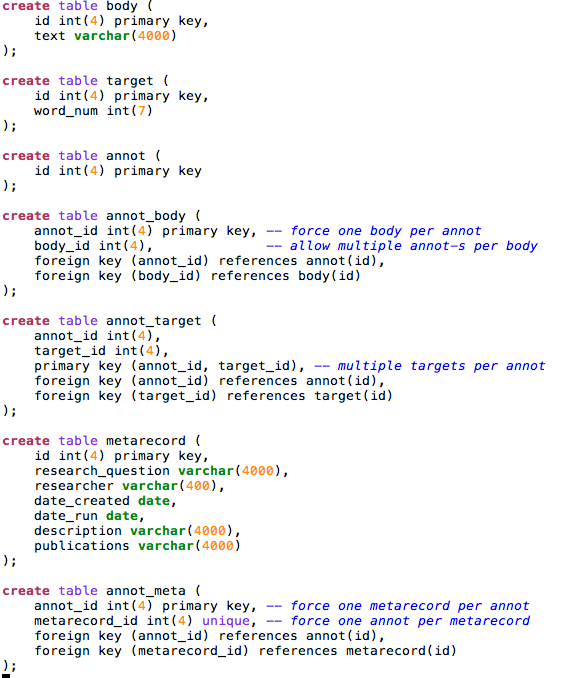 create table body (
    id int(4) primary key,
    text varchar(4000)
);

create table target (
    id int(4) primary key,
    word_num int(7)
);

create table annot (
    id int(4) primary key
);

create table annot_body (
    annot_id int(4) primary key, -- force one body per annot
    body_id int(4),              -- allow multiple annot-s per body
    foreign key (annot_id) references annot(id),
    foreign key (body_id) references body(id)
);

create table annot_target (
    annot_id int(4),
    target_id int(4),
    primary key (annot_id, target_id), -- multiple targets per annot
    foreign key (annot_id) references annot(id),
    foreign key (target_id) references target(id)
);

create table metarecord (
    id int(4) primary key,
    research_question varchar(4000),
    researcher varchar(400),
    date_created date,
    date_run date,
    description varchar(4000),
    publications varchar(4000)
);

create table annot_meta (
    annot_id int(4) primary key, -- force one metarecord per annot
    metarecord_id int(4) unique, -- force one annot per metarecord
    foreign key (annot_id) references annot(id),
    foreign key (metarecord_id) references metarecord(id)
);